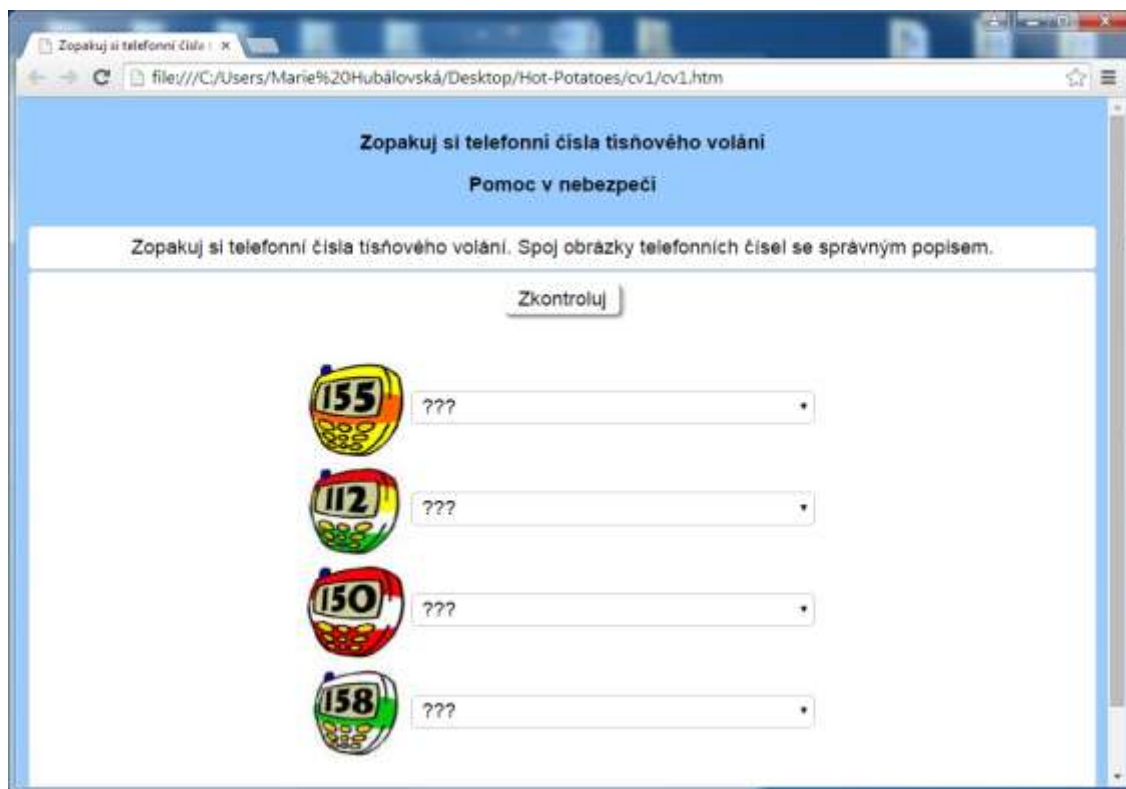 Zopakuj si telefonní čísla t
file:///C:/Users/Marie%20Hubálovská/Desktop/Hot-Potatoes/cv1/cv1.htm
Zopakuj si telefonní čísla tísňového volání
Pomoc v nebezpečí
Zopakuj si telefonní čísla tísňového volání. Spoj obrázky telefonních čísel se správným popisem.
Zkontroluj
155 ???
112 ???
150 ???
158 ???